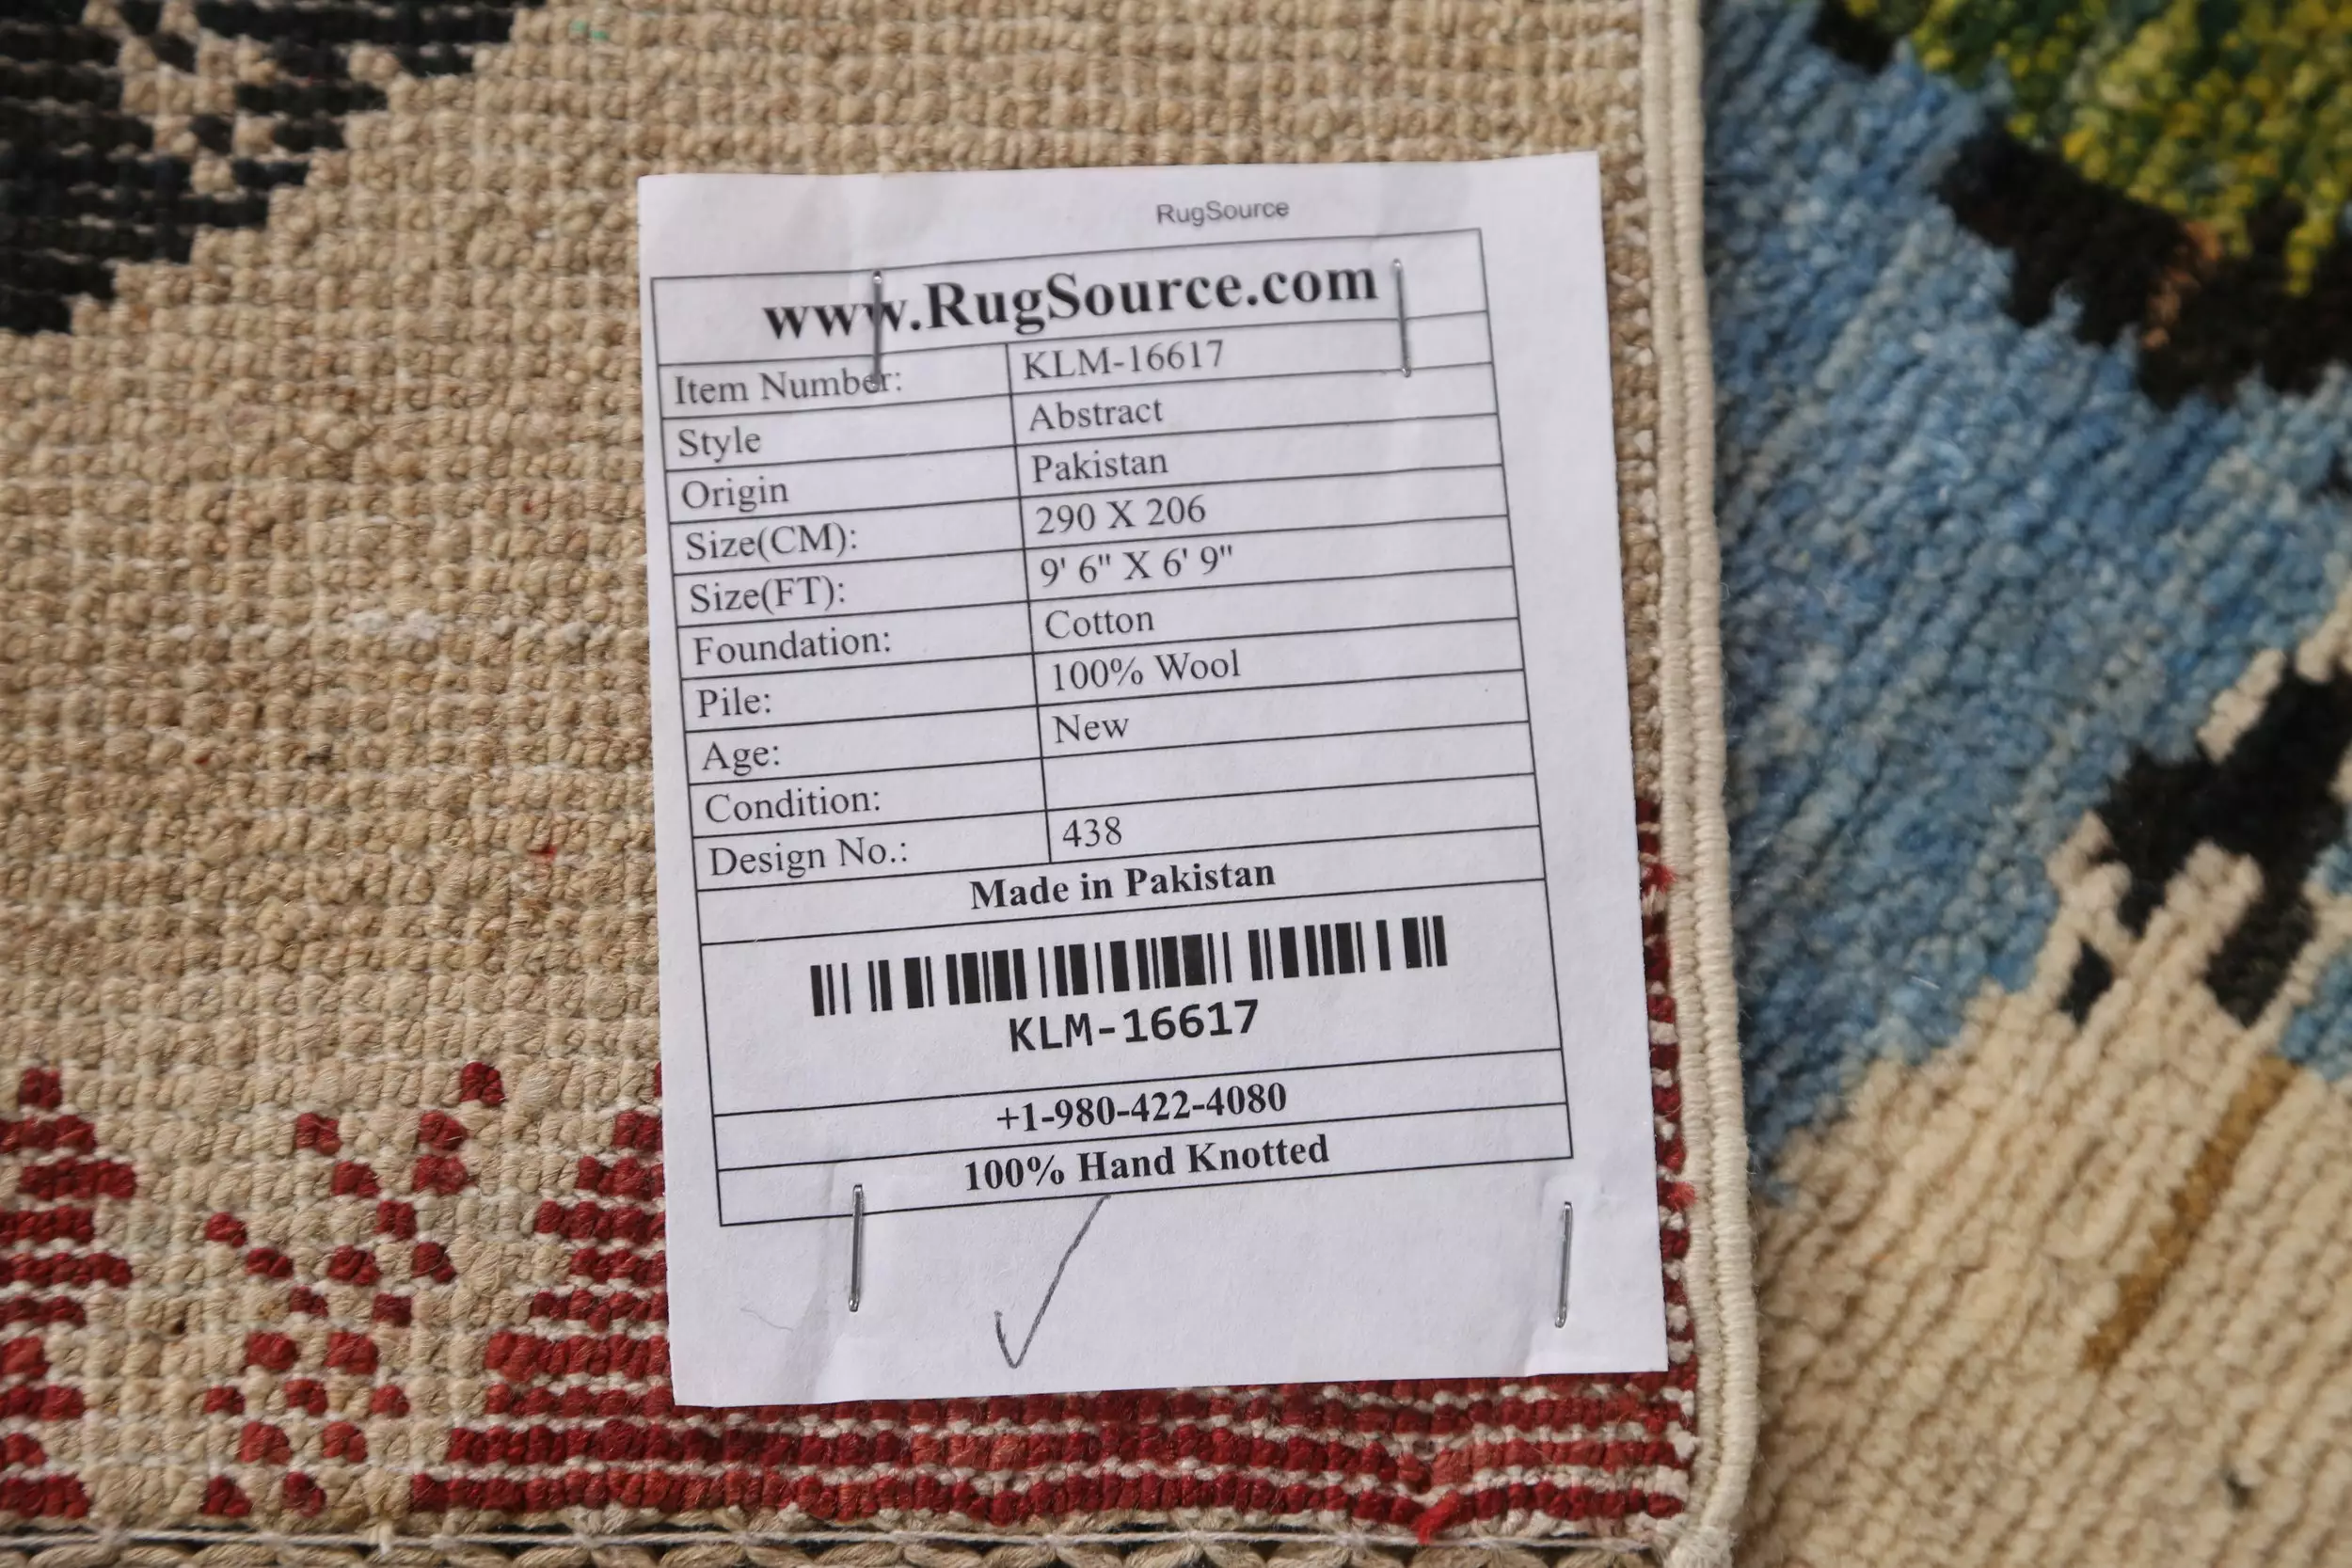 RugSource
www.RugSource.com
Item Number: KLM-16617
Style Abstract
Origin Pakistan
Size(CM): 290 X 206
Size(FT): 9' 6" X 6' 9"
Foundation: Cotton
Pile: 100% Wool
Age: New
Condition:
Design No.: 438
Made in Pakistan
KLM-16617
+1-980-422-4080
100% Hand Knotted